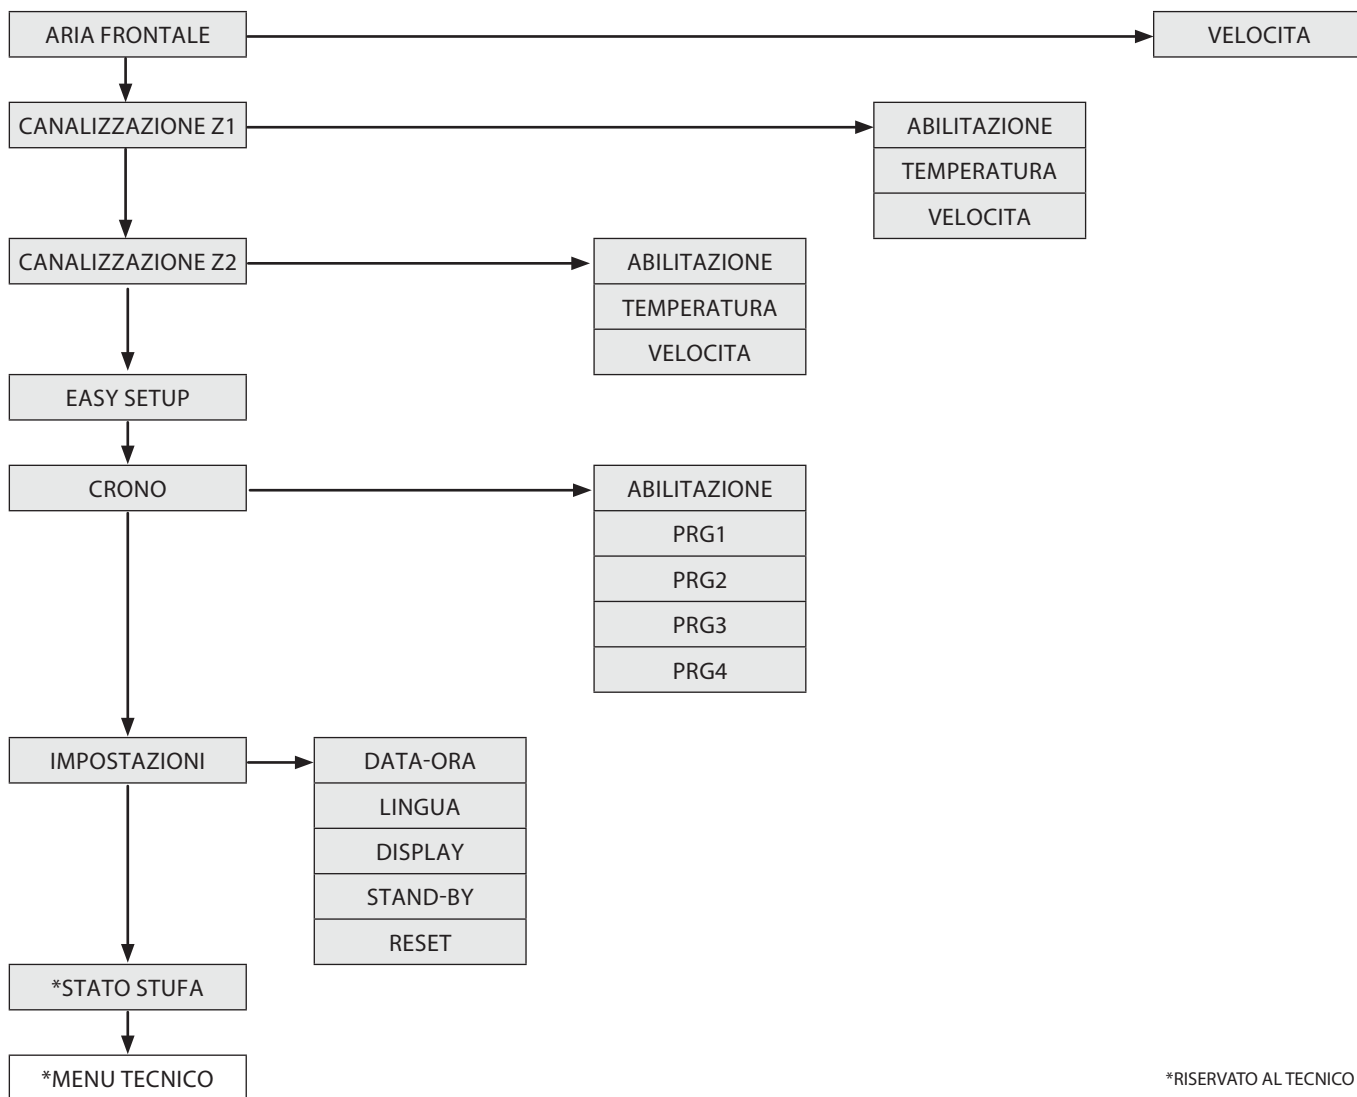 ARIA FRONTALE
VELOCITA
CANALIZZAZIONE Z1
ABILITAZIONE
TEMPERATURA
VELOCITA
CANALIZZAZIONE Z2
ABILITAZIONE
TEMPERATURA
VELOCITA
EASY SETUP
CRONO
ABILITAZIONE
PRG1
PRG2
PRG3
PRG4
IMPOSTAZIONI
DATA-ORA
LINGUA
DISPLAY
STAND-BY
RESET
*STATO STUFA
*MENU TECNICO
*RISERVATO AL TECNICO